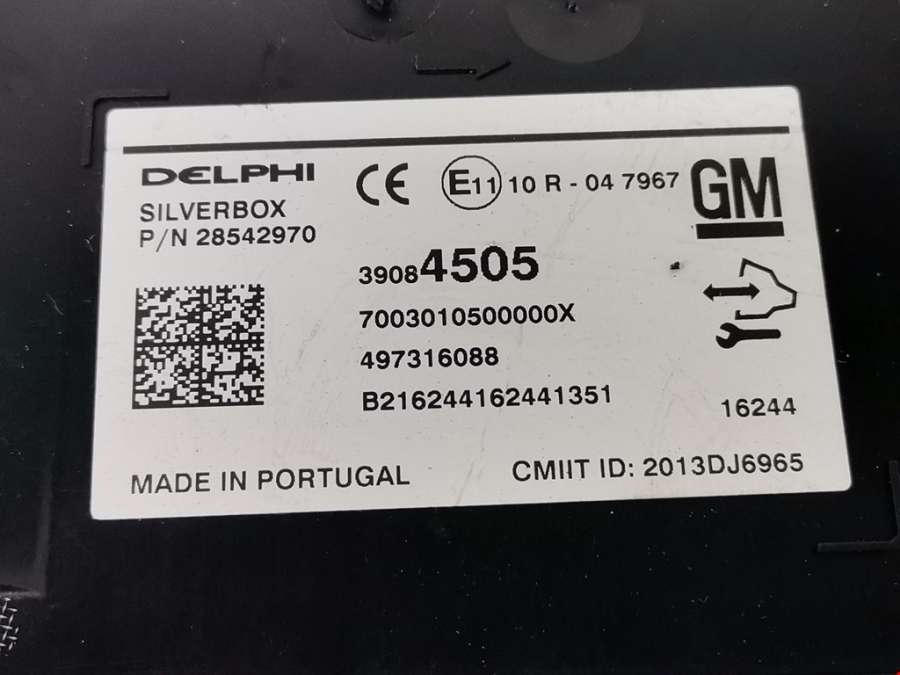 DELPHI
SILVERBOX
P/N 28542970
CE
E11 10 R - 04 7967
GM
39084505
7003010500000X
497316088
B216244162441351
16244
MADE IN PORTUGAL
CMIIT ID: 2013DJ6965